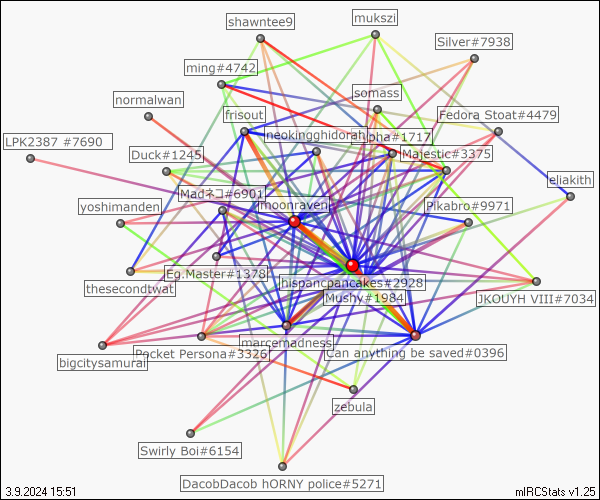 shawntee9
mukszi
Silver#7938
ming#4742
somass
normalwan
frisout
Fedora Stoat#4479
neokingghidorah
LPK2387 #7690
Duck#1245
Majestic#3375
eliakith
Madネコ#6901
moonraven
Pikabro#9971
yoshimanden
Eg.Master#1378
thesecondtwat
hispancpancakes#2928
JKOUYH VIII#7034
Mushy#1984
marcemadness
Pocket Persona#3326
Can anything be saved#0396
bigcitysamurai
zebula
Swirly Boi#6154
DacobDacob hORNY police#5271
3.9.2024 15:51
mIRCStats v1.25